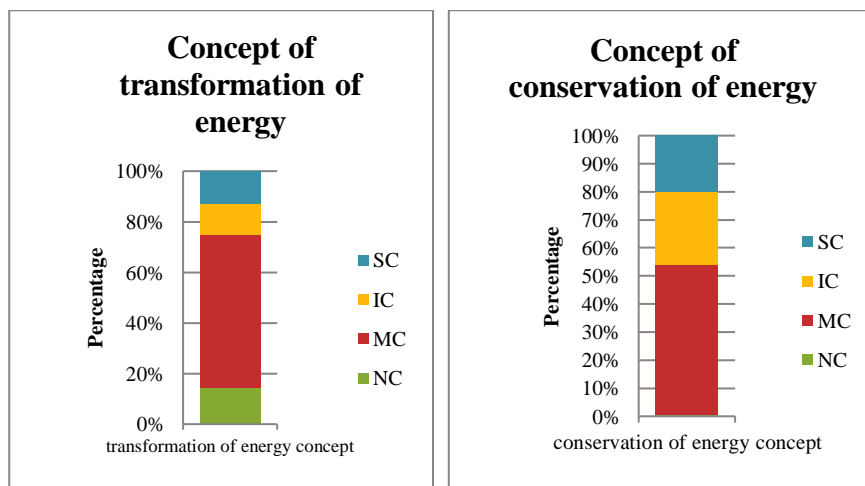 Concept of
transformation of
energy
100%
80%
60%
40%
20%
0%
Percentage
transformation of energy concept
SC
IC
MC
NC
Concept of
conservation of energy
100%
90%
80%
70%
60%
50%
40%
30%
20%
10%
0%
Percentage
conservation of energy concept
SC
IC
MC
NC